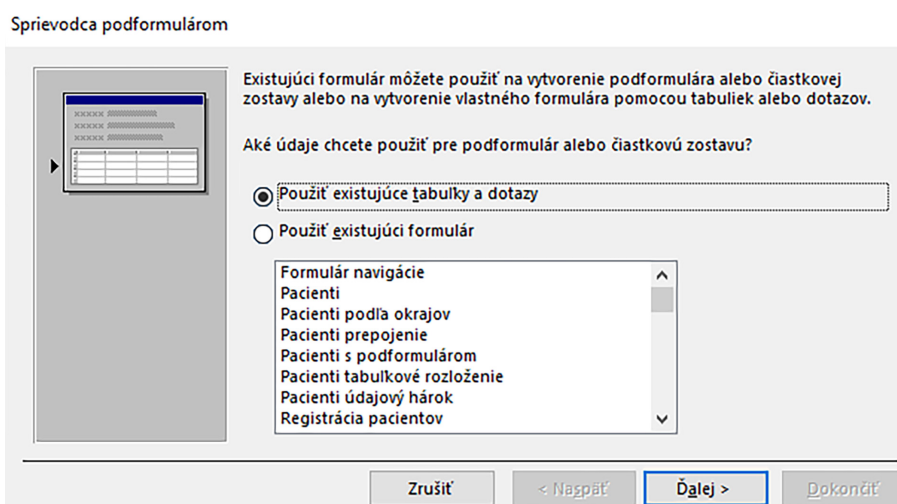 Sprievodca podformulárom
Existujúci formulár môžete použiť na vytvorenie podformulára alebo čiastkovej
zostavy alebo na vytvorenie vlastného formulára pomocou tabuliek alebo dotazov.
Aké údaje chcete použiť pre podformulár alebo čiastkovú zostavu?
Použiť existujúce tabuľky a dotazy
Použiť existujúci formulár
Formulár navigácie
Pacienti
Pacienti podľa okrajov
Pacienti prepojenie
Pacienti s podformulárom
Pacienti tabuľkové rozloženie
Pacienti údajový hárok
Registrácia pacientov
Zrušiť < Naspäť Ďalej > Dokončiť